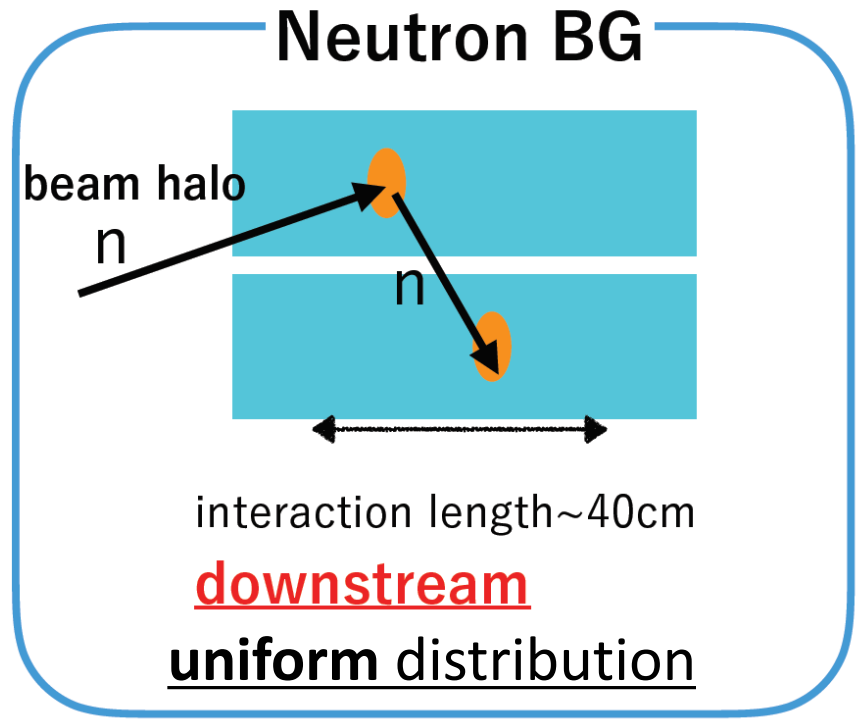 Neutron BG
beam halo
n
n
interaction length~40cm
downstream
uniform distribution